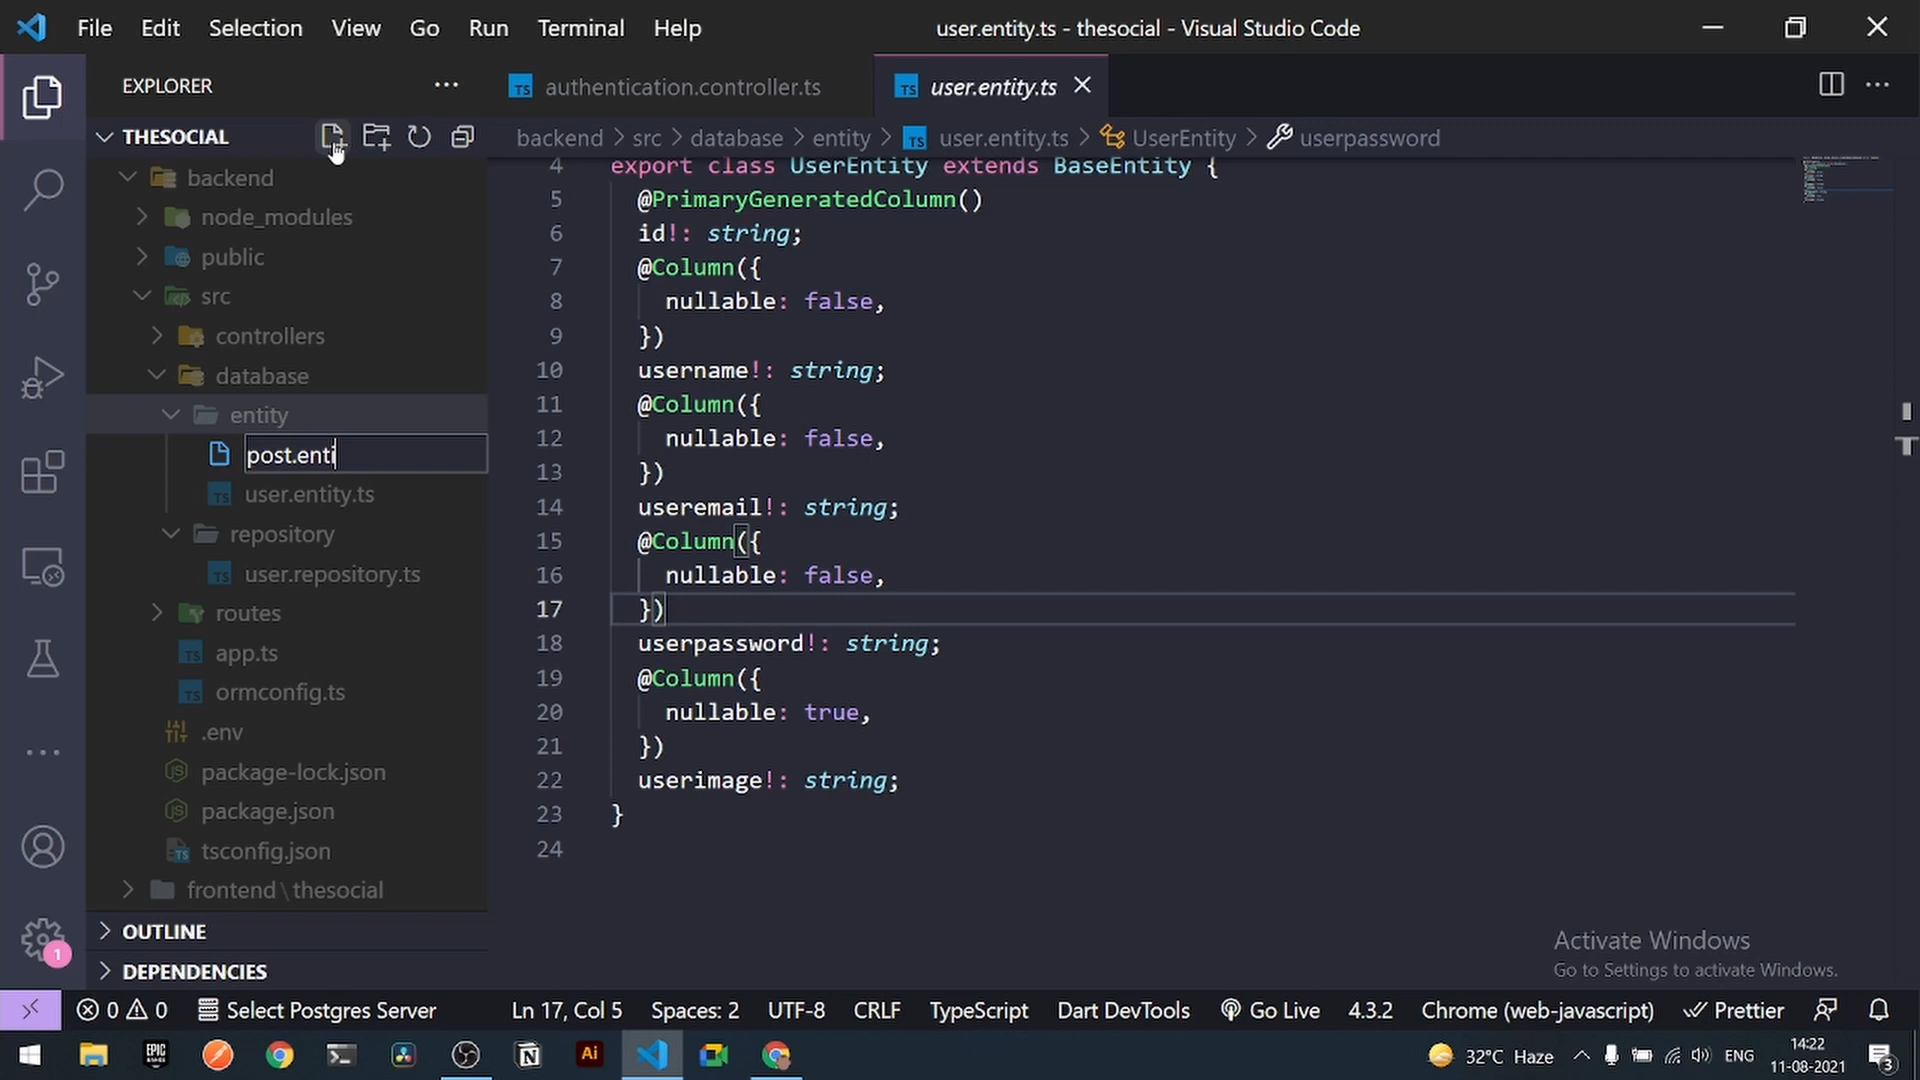 File Edit Selection View Go Run Terminal Help
user.entity.ts - thesocial - Visual Studio Code
EXPLORER
authentication.controller.ts
user.entity.ts
THESOCIAL
backend > src > database > entity > user.entity.ts > UserEntity > userpassword
backend
node_modules
public
src
controllers
database
entity
post.enti
user.entity.ts
repository
user.repository.ts
routes
app.ts
ormconfig.ts
.env
package-lock.json
package.json
tsconfig.json
frontend \ thesocial
OUTLINE
DEPENDENCIES
4 export class UserEntity extends BaseEntity {
5 @PrimaryGeneratedColumn()
6 id!: string;
7 @Column({
8 nullable: false,
9 })
10 username!: string;
11 @Column({
12 nullable: false,
13 })
14 useremail!: string;
15 @Column({
16 nullable: false,
17 })
18 userpassword!: string;
19 @Column({
20 nullable: true,
21 })
22 userimage!: string;
23 }
24
Activate Windows
Go to Settings to activate Windows.
1
0 0 Select Postgres Server Ln 17, Col 5 Spaces: 2 UTF-8 CRLF TypeScript Dart DevTools Go Live 4.3.2 Chrome (web-javascript) Prettier
EPIC GAMES
Ai
32°C Haze ENG
14:22
11-08-2021
3